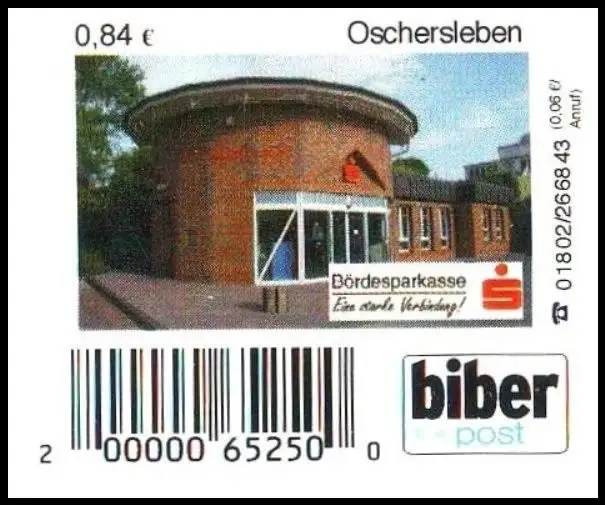 0,84 €
Oschersleben
Bördesparkasse
Eine starke Verbindung!
☎ 01802/266843 (0,06 €/
Anruf)
2 00000 65250 0
biber
post